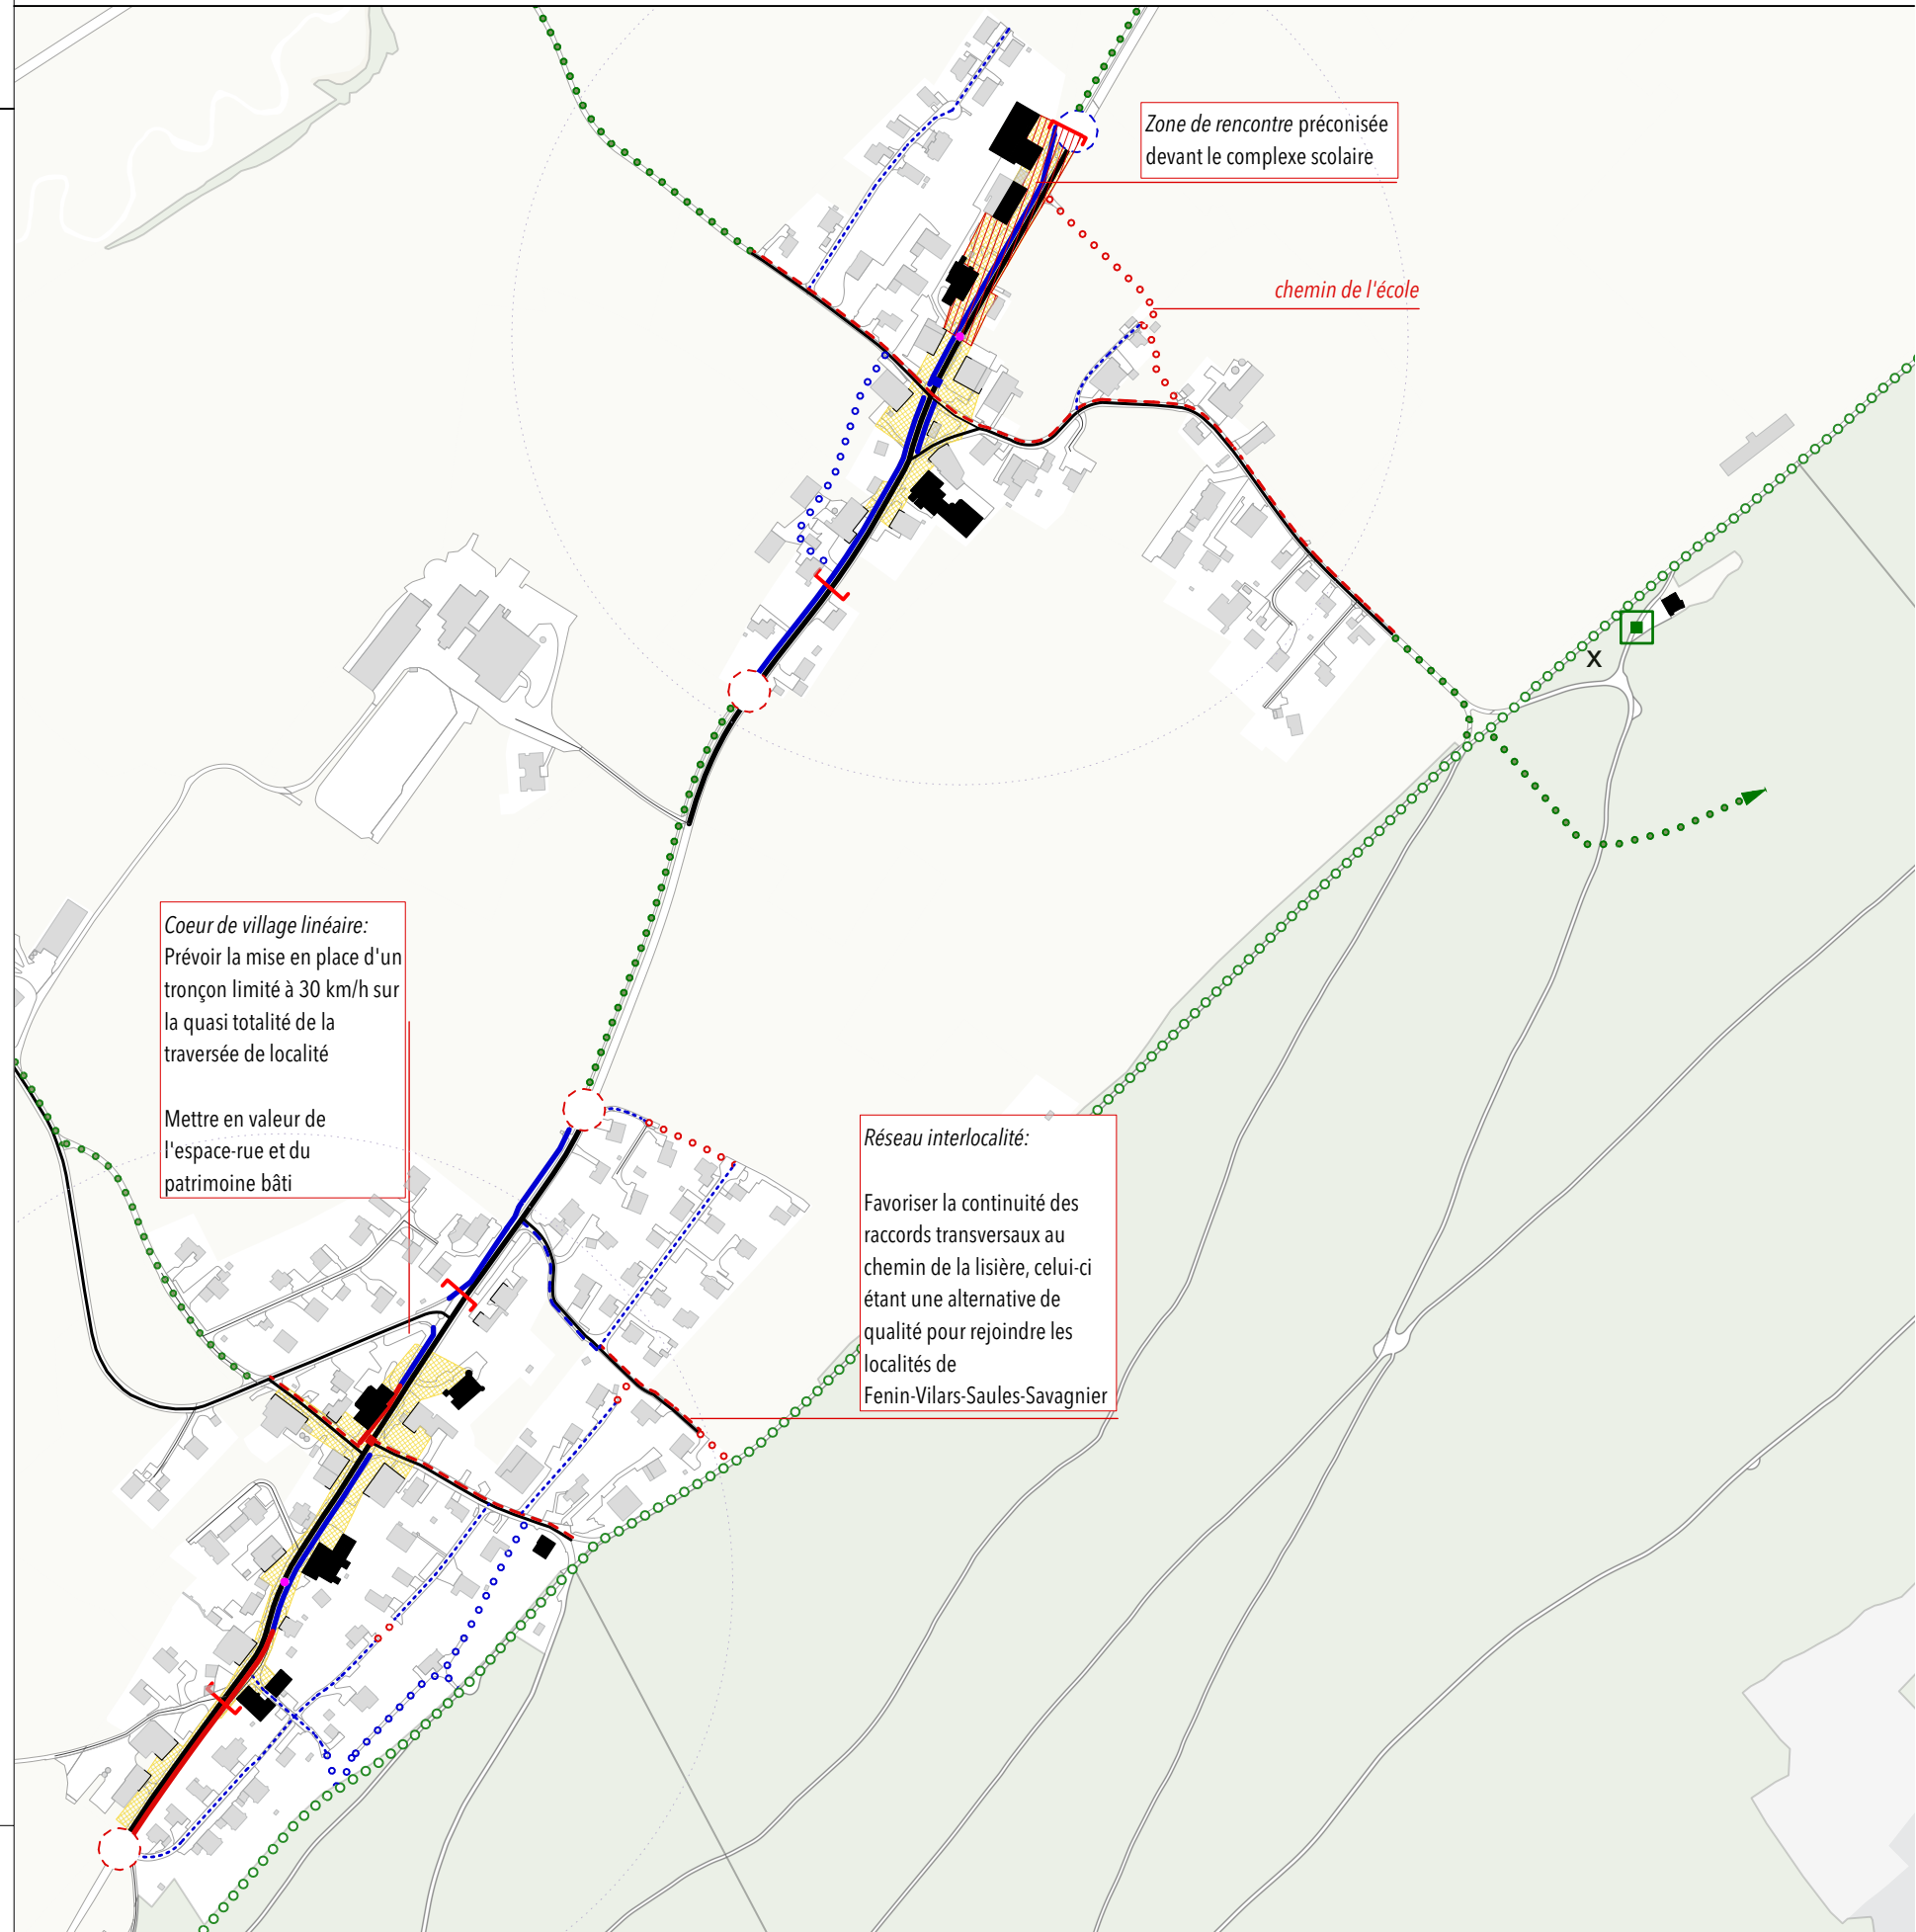 Zone de rencontre préconisée
devant le complexe scolaire
chemin de l'école
x
Coeur de village linéaire:
Prévoir la mise en place d'un
tronçon limité à 30 km/h sur
la quasi totalité de la
traversée de localité
Mettre en valeur de
l'espace-rue et du
patrimoine bâti
Réseau interlocalité:
Favoriser la continuité des
raccords transversaux au
chemin de la lisière, celui-ci
étant une alternative de
qualité pour rejoindre les
localités de
Fenin-Vilars-Saules-Savagnier